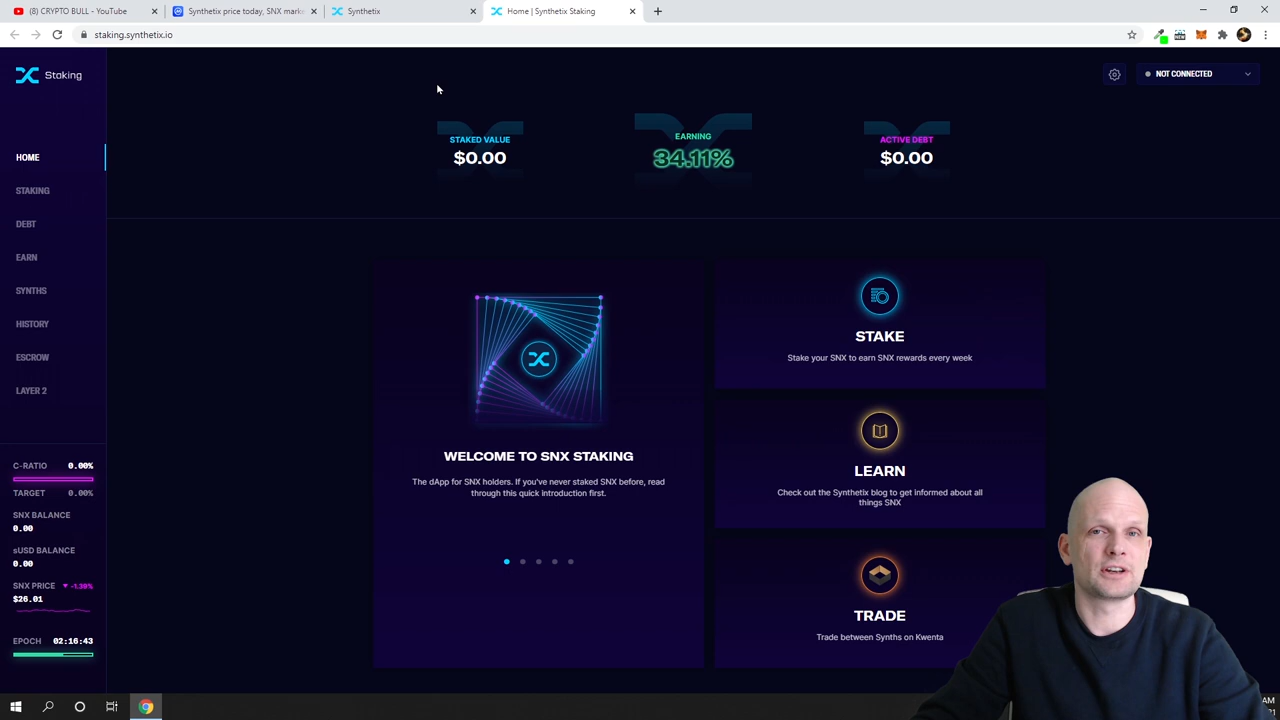 (8) CRYPTO BULL - YouTube
Synthetix price today, SNX mark
Synthetix
Home | Synthetix Staking
staking.synthetix.io
Staking
NOT CONNECTED
HOME
STAKING
DEBT
EARN
SYNTHS
HISTORY
ESCROW
LAYER 2
STAKED VALUE
$0.00
EARNING
34.11%
ACTIVE DEBT
$0.00
WELCOME TO SNX STAKING
The dApp for SNX holders. If you've never staked SNX before, read
through this quick introduction first.
STAKE
Stake your SNX to earn SNX rewards every week
LEARN
Check out the Synthetix blog to get informed about all
things SNX
TRADE
Trade between Synths on Kwenta
C-RATIO 0.00%
TARGET 0.00%
SNX BALANCE
0.00
sUSD BALANCE
0.00
SNX PRICE -1.39%
$26.01
EPOCH 02:16:43
AM